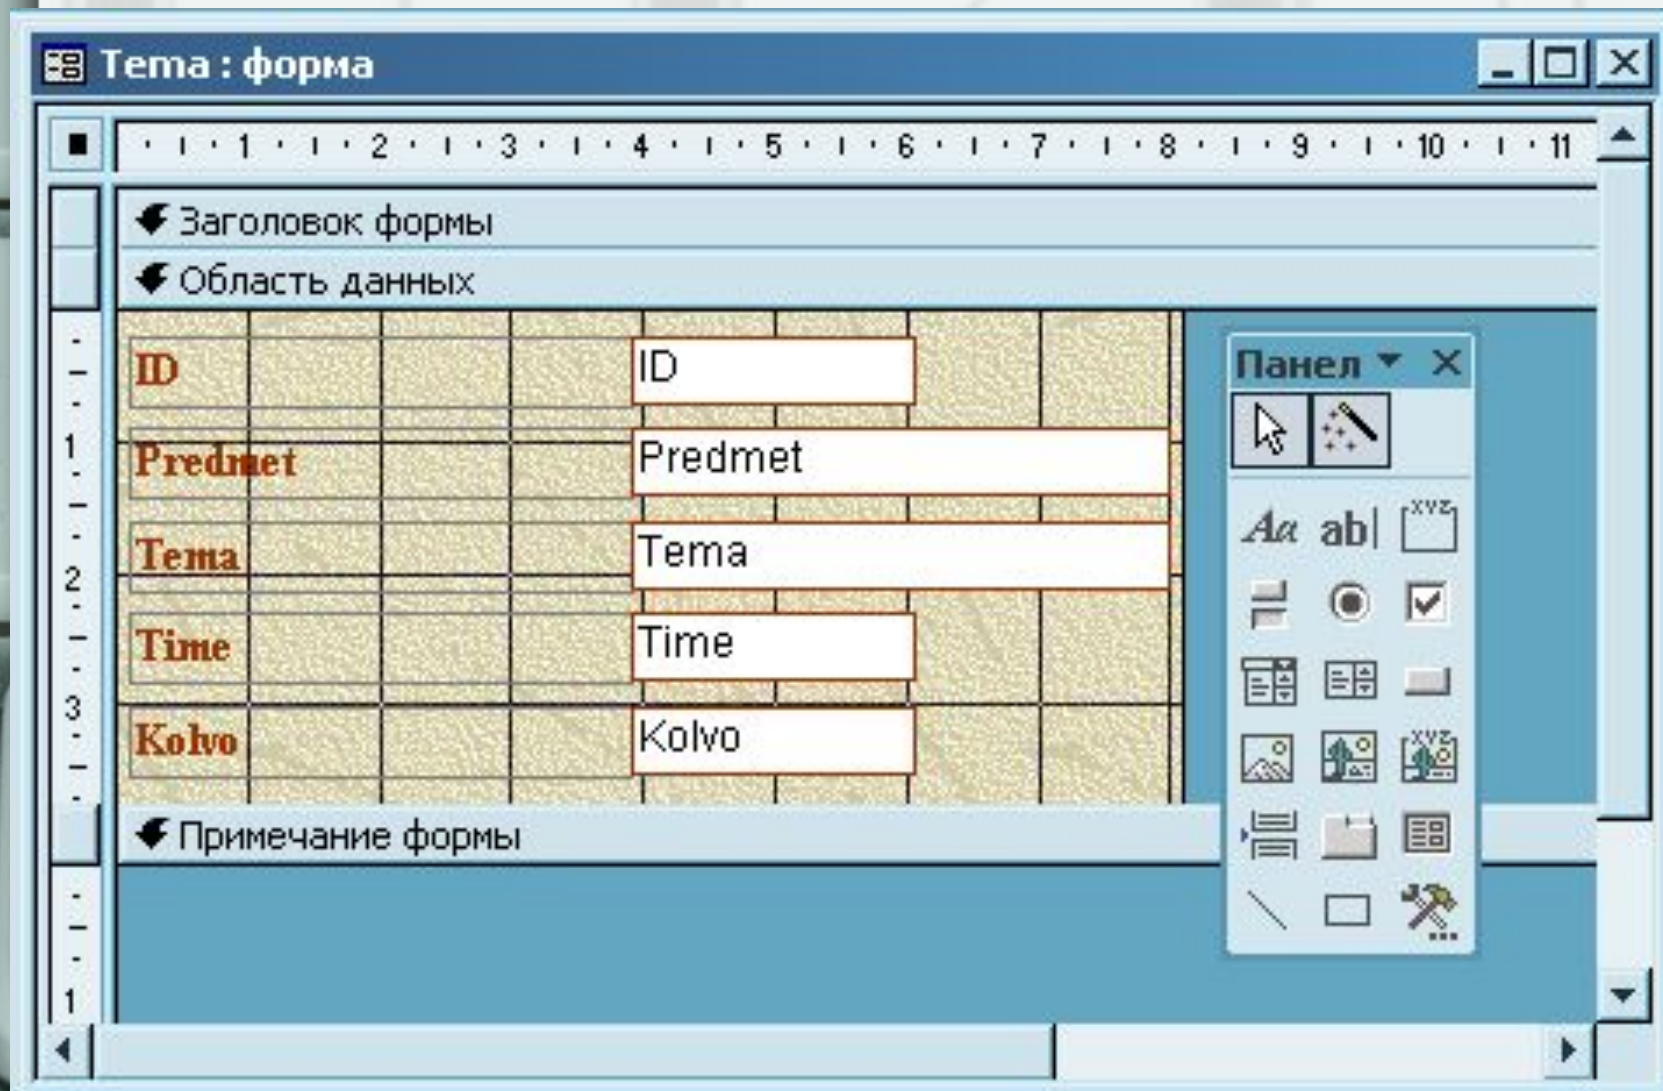 Tema : форма
1 2 3 4 5 6 7 8 9 10 11
Заголовок формы
Область данных
ID ID
1
Predmet Predmet
Tema Tema
2
Time Time
3
Kolvo Kolvo
Примечание формы
1
Панел
Aa ab| XYZ
XYZ